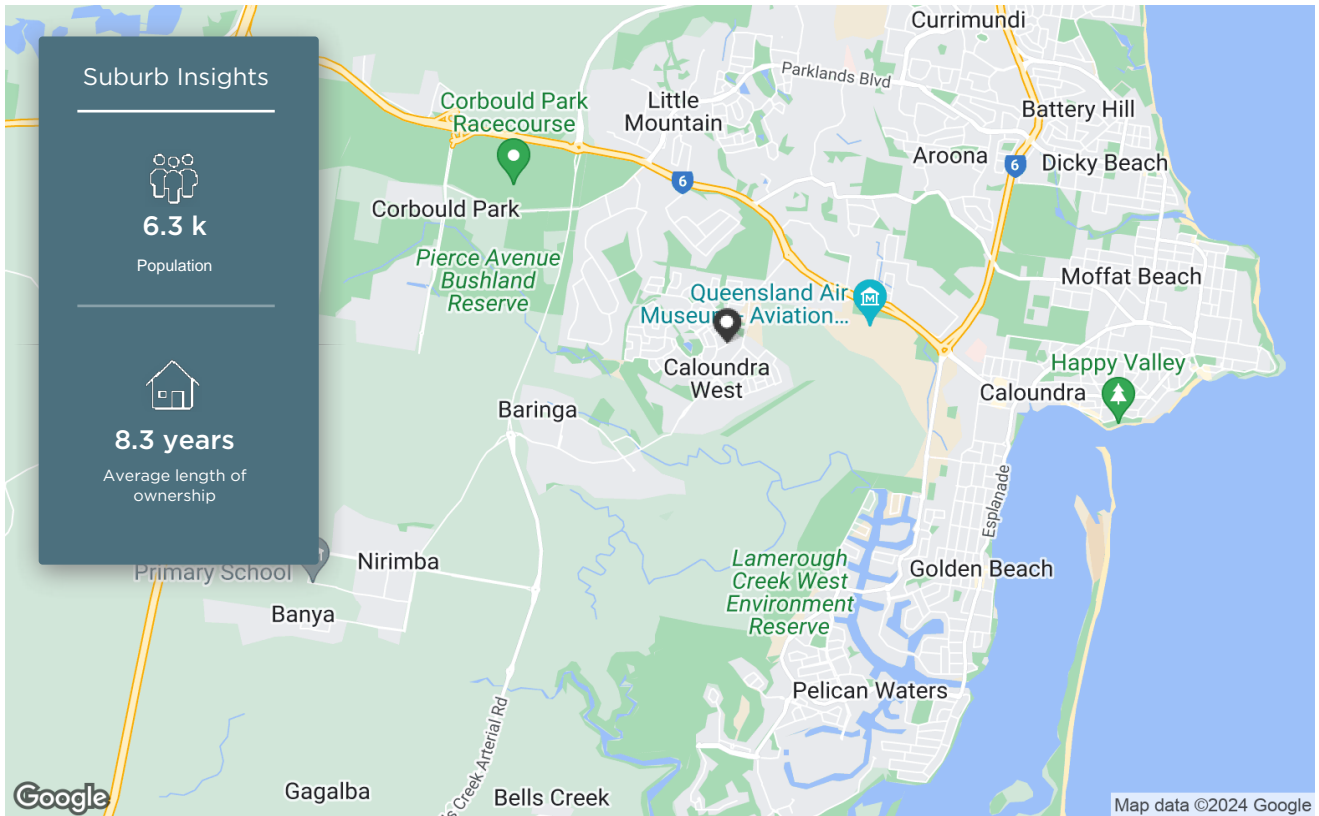 Suburb Insights
6.3 k
Population
8.3 years
Average length of
ownership
Currimundi
Parklands Blvd
Corbould Park
Racecourse
Little
Mountain
Battery Hill
Aroona
Dicky Beach
6
6
Corbould Park
Pierce Avenue
Bushland
Reserve
Moffat Beach
Queensland Air
Museum - Aviation...
M
Happy Valley
Caloundra
West
Caloundra
Baringa
Esplanade
Primary School
Nirimba
Lamerough
Creek West
Environment
Reserve
Golden Beach
Banya
Pelican Waters
s Creek Arterial Rd
Gagalba
Bells Creek
Google
Map data ©2024 Google